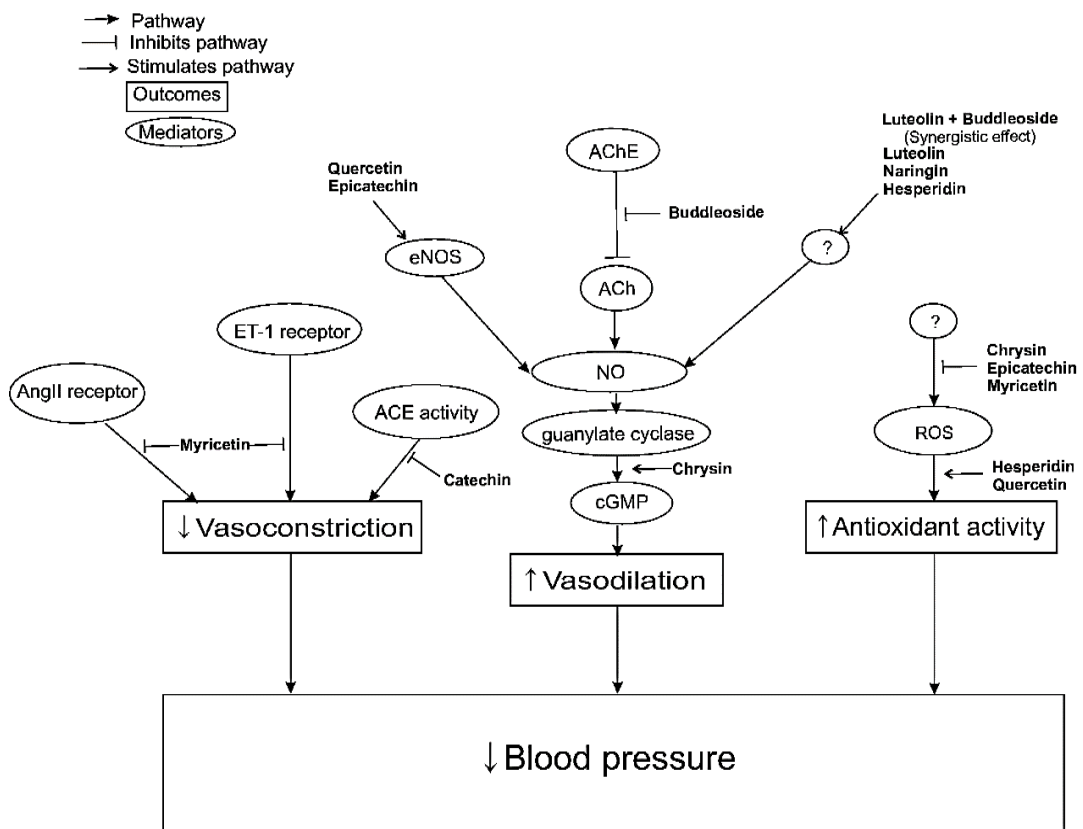 Pathway
Inhibits pathway
Stimulates pathway
Outcomes
Mediators
Luteolin + Buddleoside
(Synergistic effect)
Luteolin
Naringin
Hesperidin
AChE
Quercetin
Epicatechin
Buddleoside
eNOS
?
ACh
ET-1 receptor
?
Chrysin
Epicatechin
Myricetin
NO
AngII receptor
ACE activity
guanylate cyclase
ROS
Myricetin
Catechin
Chrysin
Hesperidin
Quercetin
cGMP
↓ Vasoconstriction
↑ Antioxidant activity
↑ Vasodilation
↓ Blood pressure